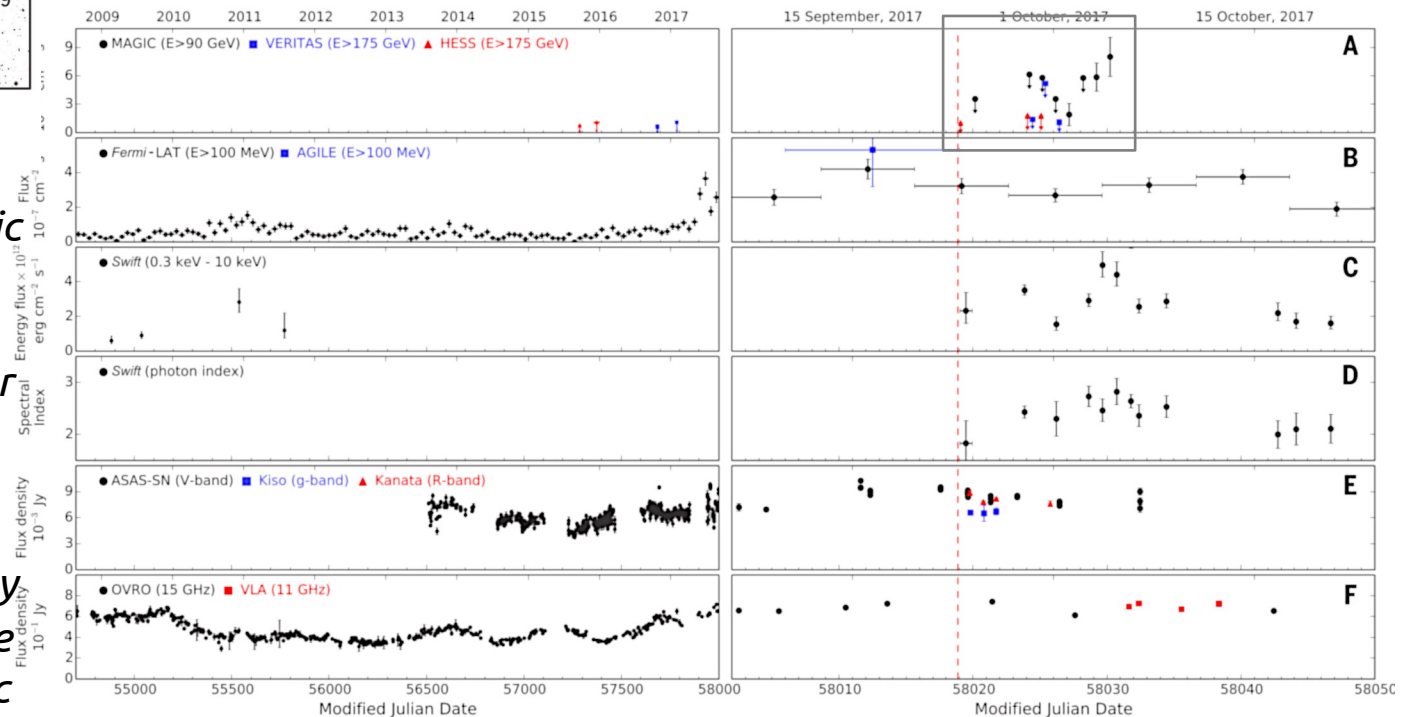 9
2009 2010 2011 2012 2013 2014 2015 2016 2017
15 September, 2017 1 October, 2017 15 October, 2017
9 6 3 0
MAGIC (E>90 GeV) VERITAS (E>175 GeV) HESS (E>175 GeV)
A
Flux
10⁻⁷ cm⁻² s
4 2 0
Fermi-LAT (E>100 MeV) AGILE (E>100 MeV)
B
ic
Energy flux × 10¹²
erg cm⁻² s⁻¹
4 2 0
Swift (0.3 keV - 10 keV)
C
r
Spectral
Index
3 2
Swift (photon index)
D
Flux density
10⁻³ Jy
9 6 3 0
ASAS-SN (V-band) Kiso (g-band) Kanata (R-band)
E
y
e
c
Flux density
10⁻¹ Jy
8 6 4 2 0
OVRO (15 GHz) VLA (11 GHz)
F
55000 55500 56000 56500 57000 57500 58000 58010 58020 58030 58040 58050
Modified Julian Date Modified Julian Date